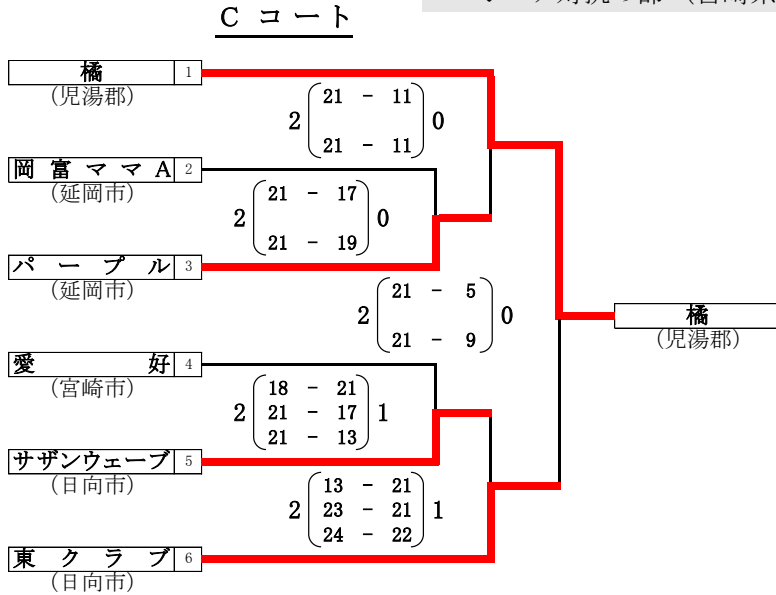 C コート
橘 1
(児湯郡)
2 21 - 11 0
21 - 11
岡富ママA 2
(延岡市)
2 21 - 17 0
21 - 19
パープル 3
(延岡市)
2 21 - 5 0
21 - 9
橘
(児湯郡)
愛好 4
(宮崎市)
18 - 21
2 21 - 17 1
21 - 13
サザンウェーブ 5
(日向市)
13 - 21
2 23 - 21 1
24 - 22
東クラブ 6
(日向市)